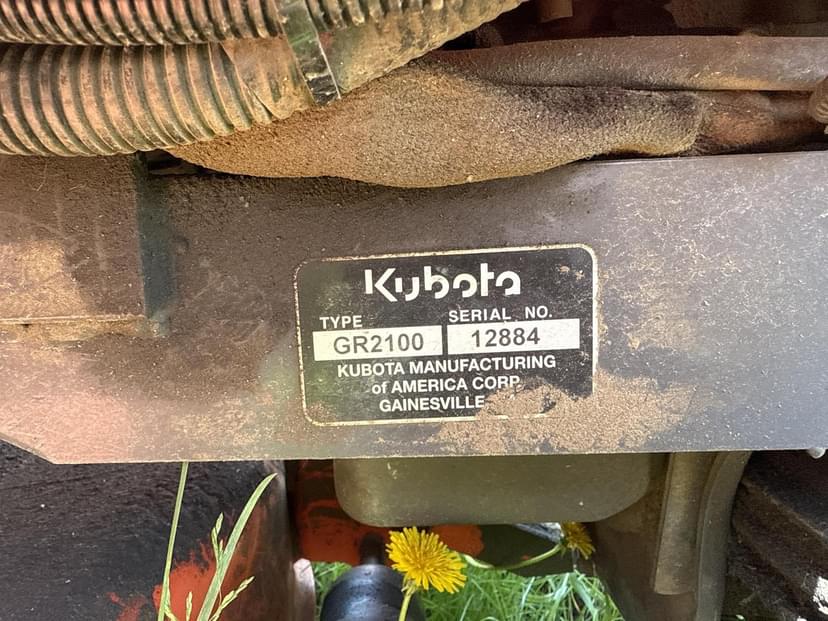 Kubota
TYPE SERIAL NO.
GR2100 12884
KUBOTA MANUFACTURING
of AMERICA CORP.
GAINESVILLE